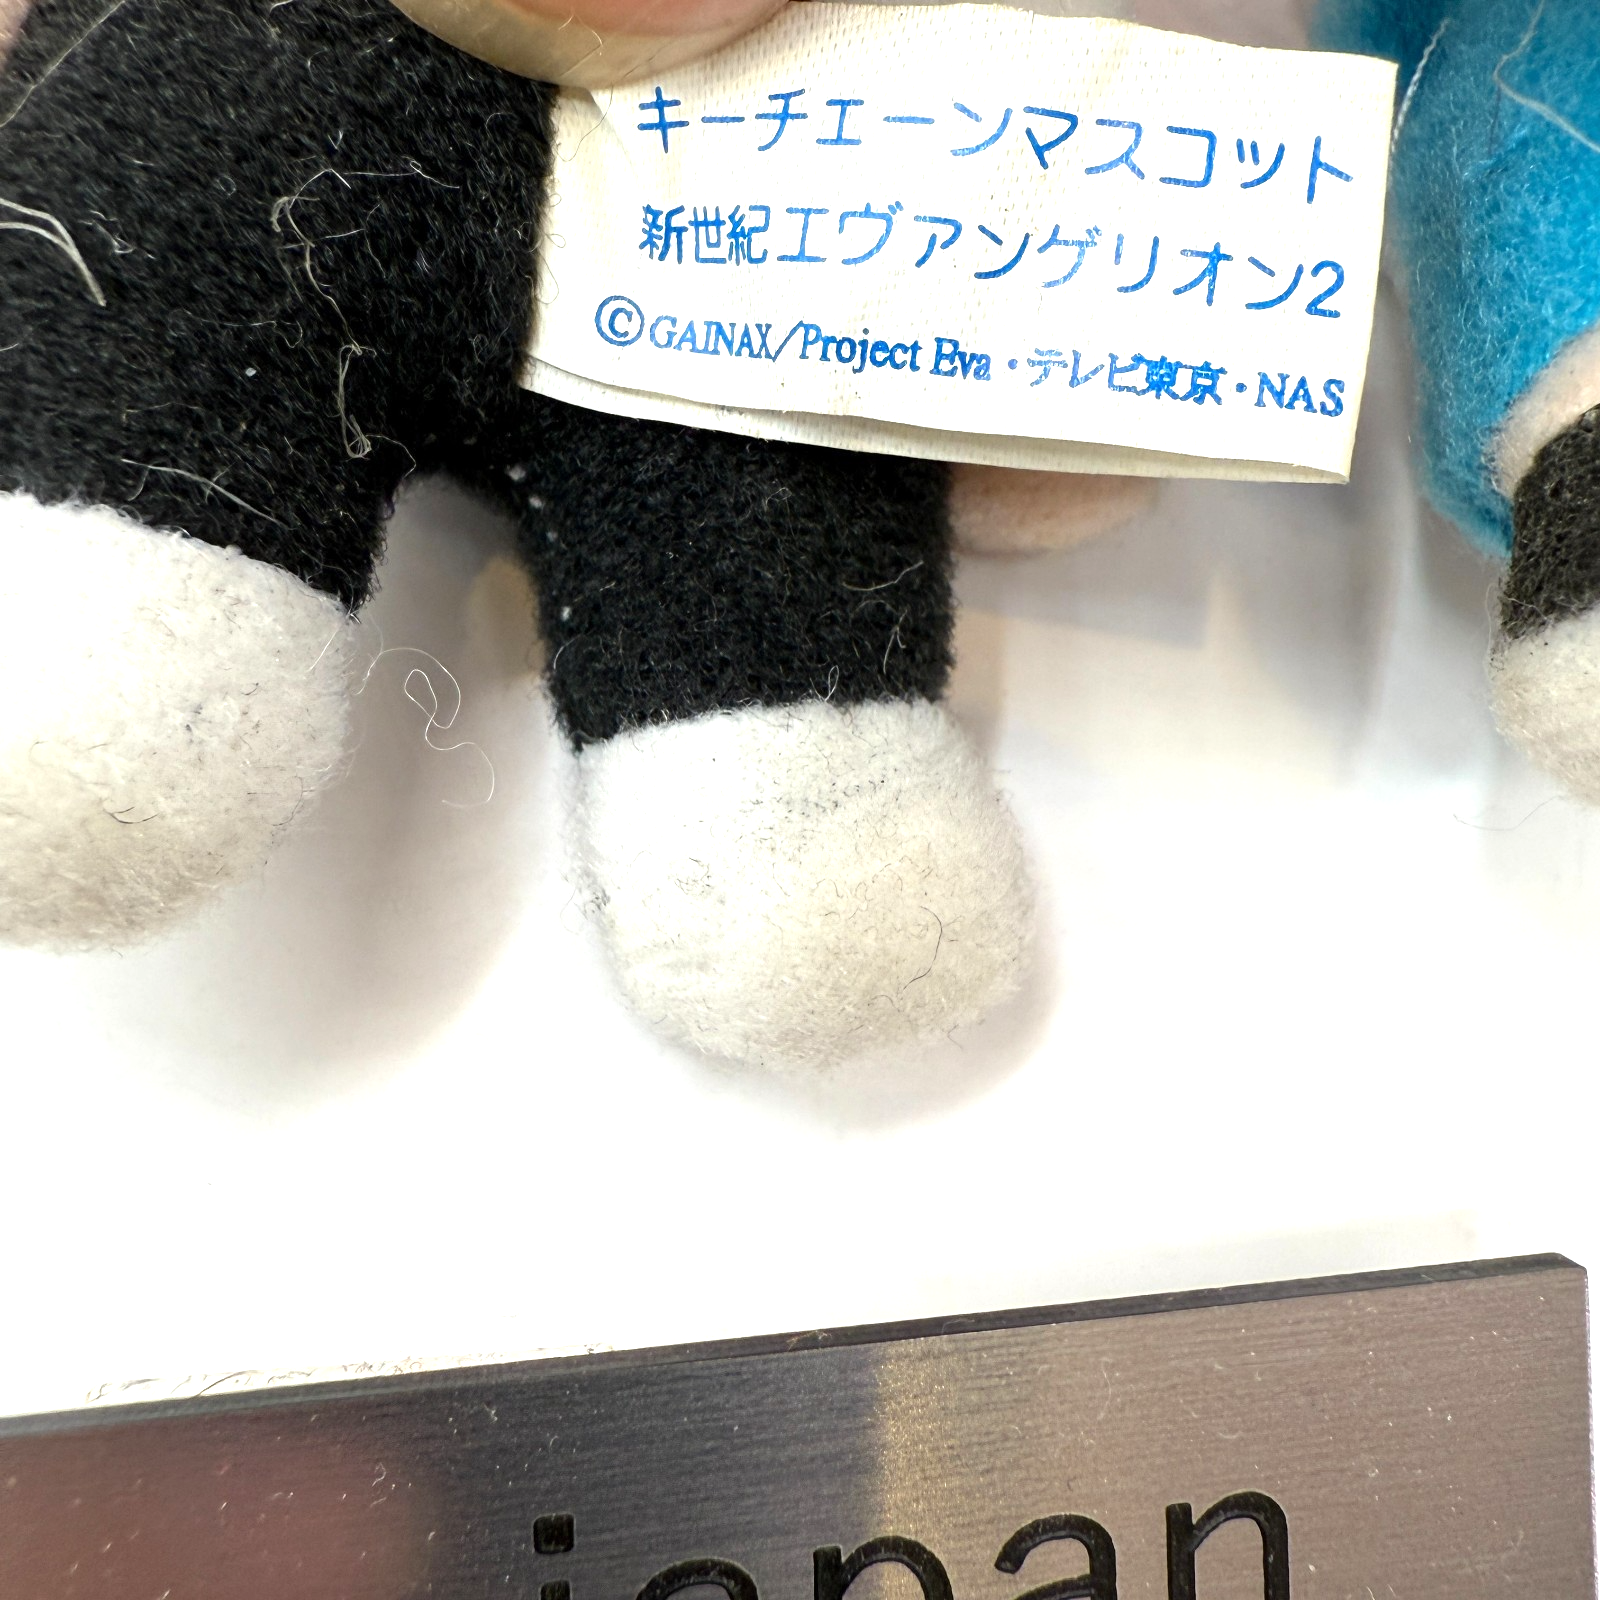 キーチェーンマスコット
新世紀エヴァンゲリオン2
©GAINAX/Project Eva・テレビ東京・NAS
japan